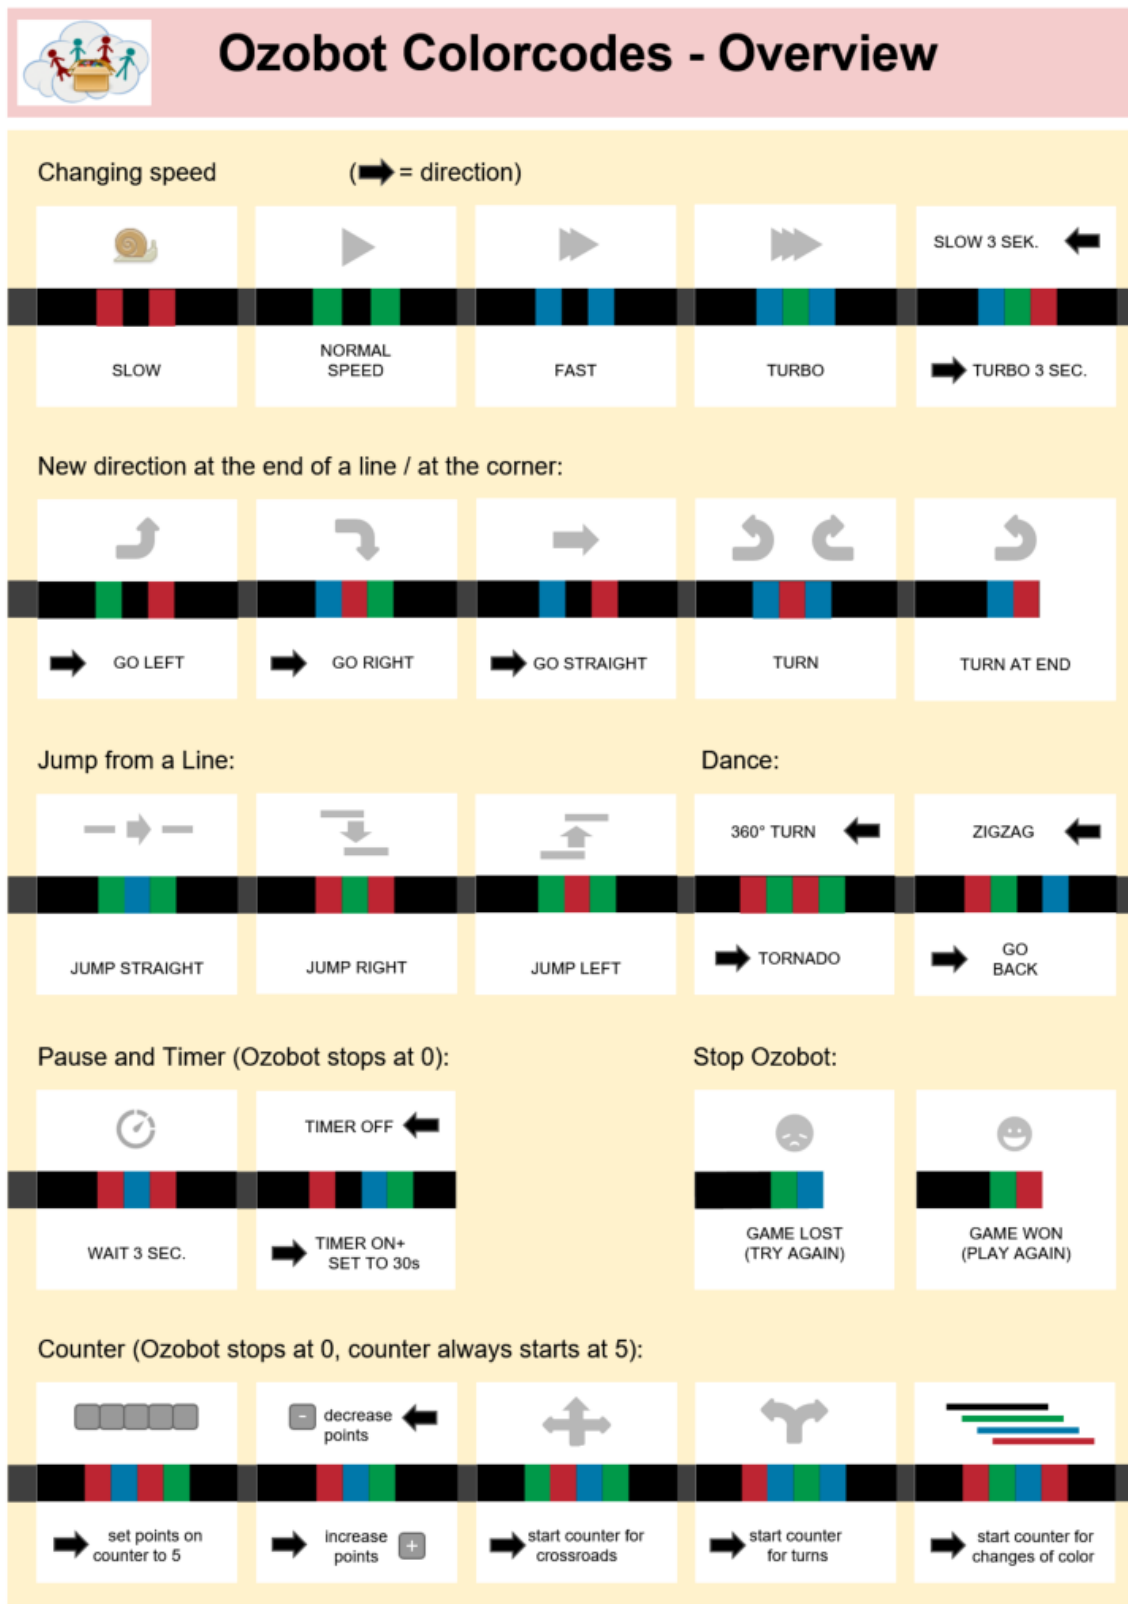 Ozobot Colorcodes - Overview
Changing speed
(➡ = direction)
SLOW 3 SEK.
SLOW
NORMAL
SPEED
FAST
TURBO
TURBO 3 SEC.
New direction at the end of a line / at the corner:
GO LEFT
GO RIGHT
GO STRAIGHT
TURN
TURN AT END
Jump from a Line:
Dance:
360° TURN
ZIGZAG
JUMP STRAIGHT
JUMP RIGHT
JUMP LEFT
TORNADO
GO
BACK
Pause and Timer (Ozobot stops at 0):
Stop Ozobot:
TIMER OFF
WAIT 3 SEC.
TIMER ON+
SET TO 30s
GAME LOST
(TRY AGAIN)
GAME WON
(PLAY AGAIN)
Counter (Ozobot stops at 0, counter always starts at 5):
- decrease
points
set points on
counter to 5
increase
points +
start counter for
crossroads
start counter
for turns
start counter for
changes of color